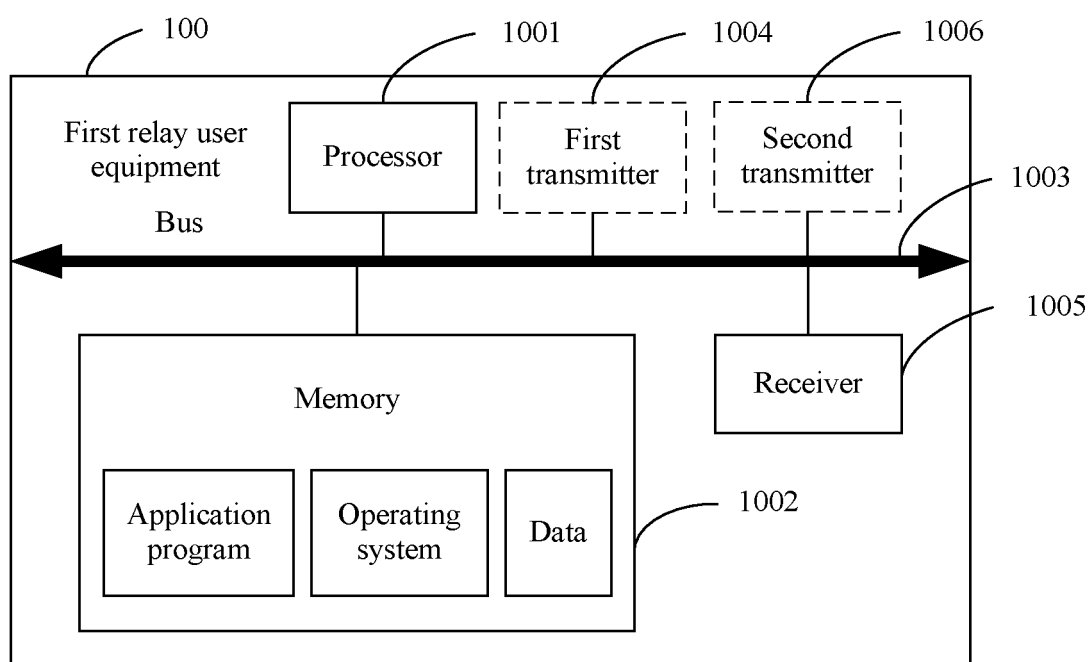 100
1001
1004
1006
First relay user
equipment
Processor
First
transmitter
Second
transmitter
1003
Bus
1005
Memory
Receiver
Application
program
Operating
system
Data
1002